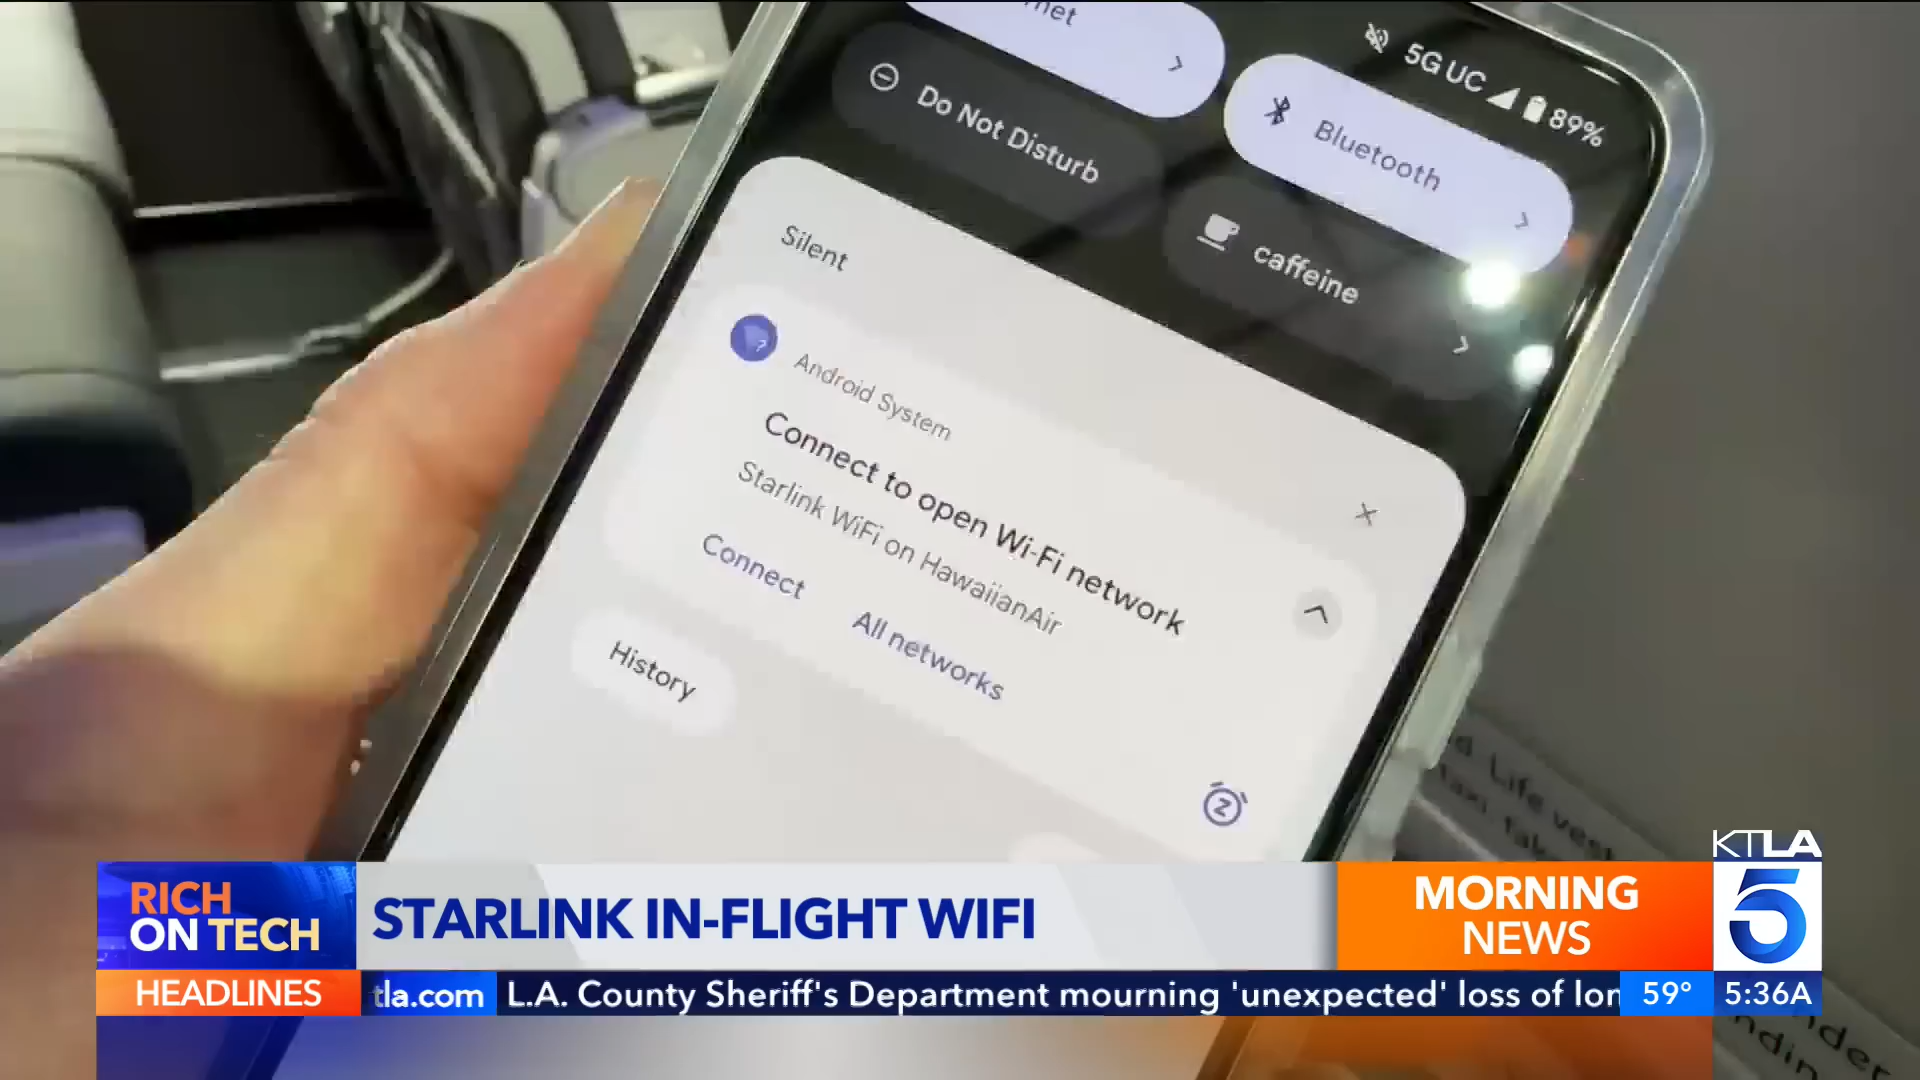 5G UC 89%
Do Not Disturb
Bluetooth
caffeine
Silent
Android System
Connect to open Wi-Fi network
Starlink WiFi on HawaiianAir
Connect
All networks
History
Life vest
KTLA
5
RICH
ON TECH
STARLINK IN-FLIGHT WIFI
MORNING
NEWS
HEADLINES
tla.com
L.A. County Sheriff's Department mourning 'unexpected' loss of lon
59°
5:36A